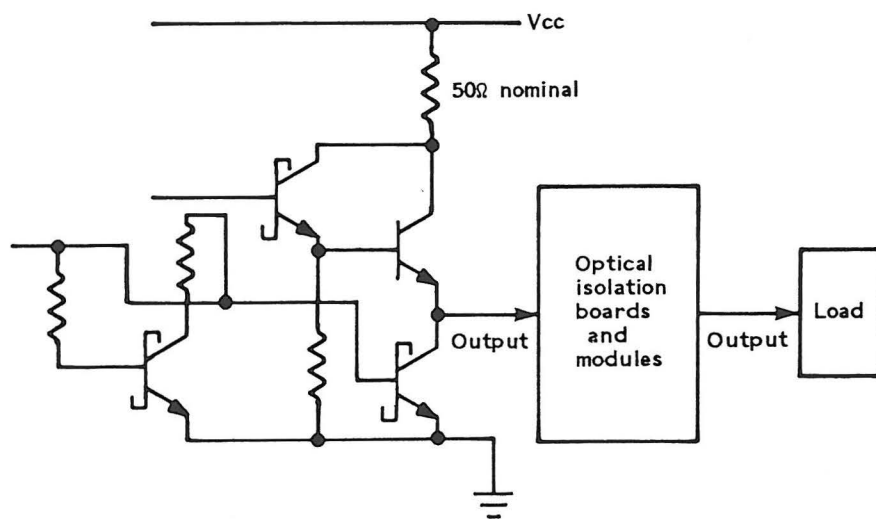 Vcc
50Ω nominal
Optical
isolation
boards
and
modules
Output
Output
Load